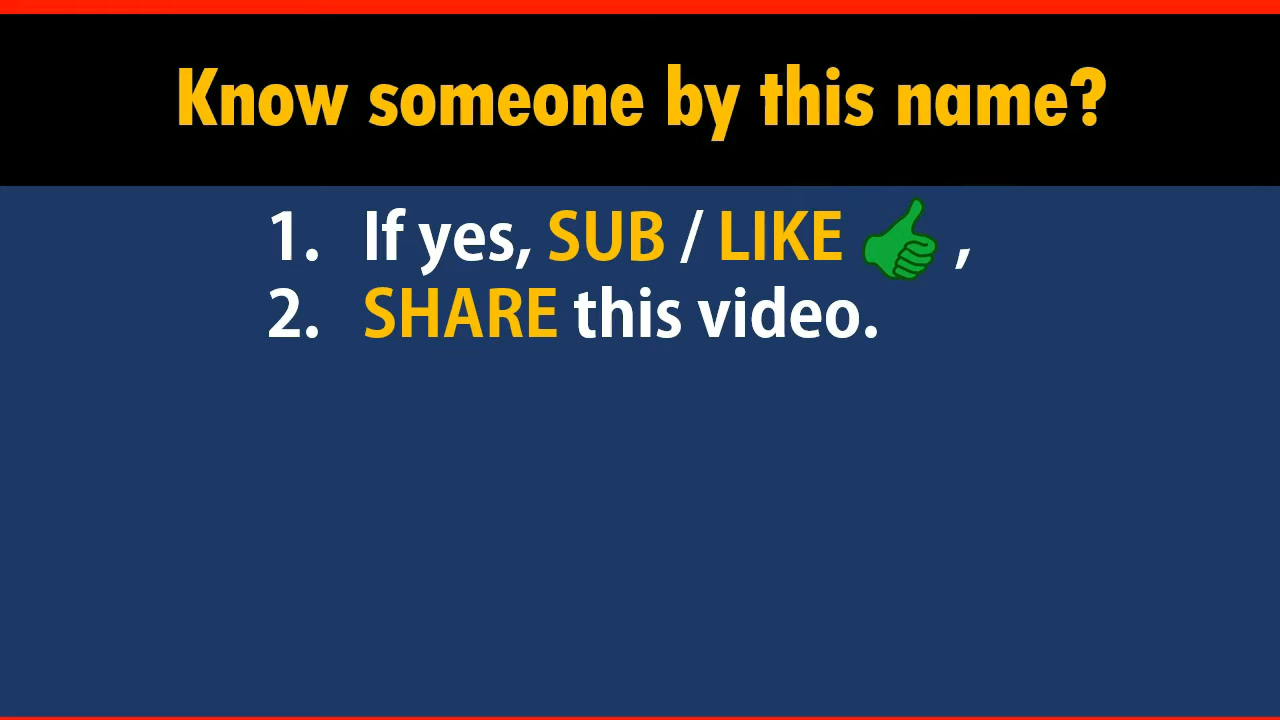 Know someone by this name?
1. If yes, SUB / LIKE ,
2. SHARE this video.